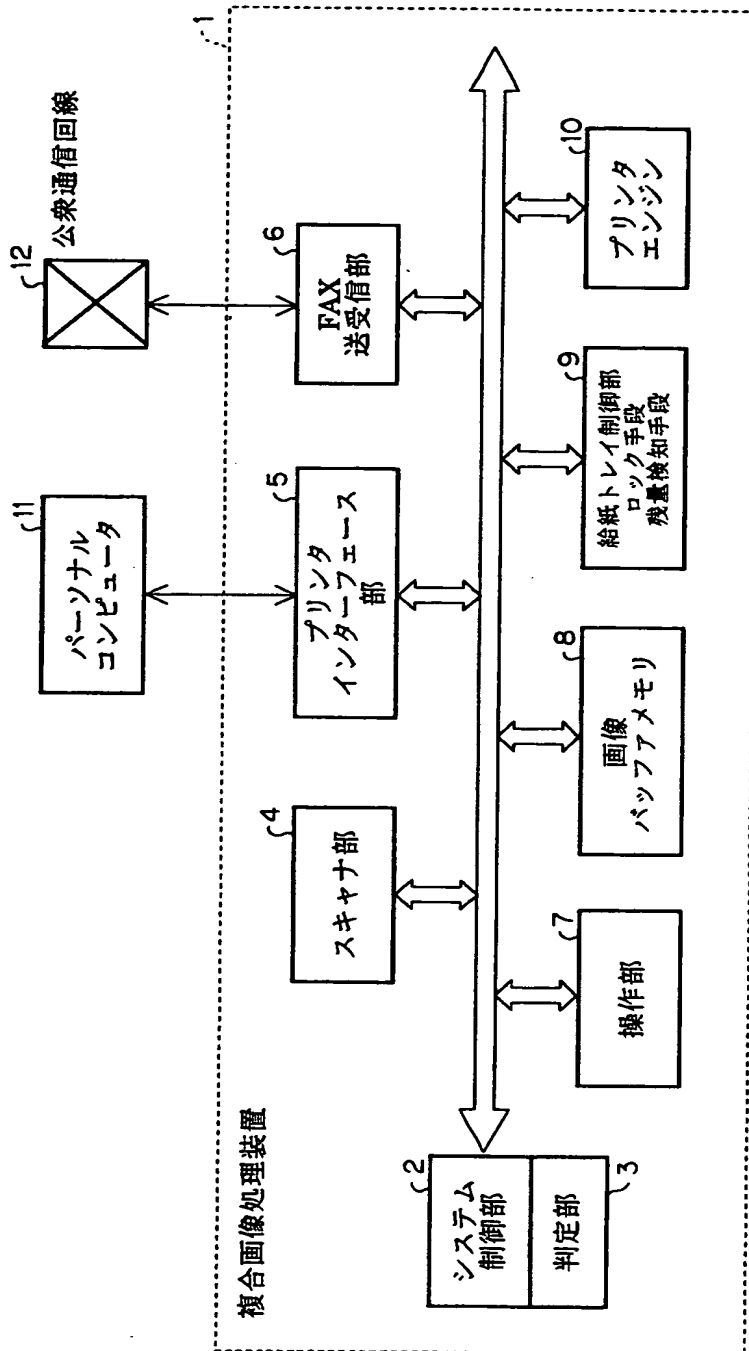 複合画像処理装置
1
12
公衆通信回線
11
パーソナル
コンピュータ
2
システム
制御部
判定部
3
4
スキャナ部
5
プリンタ
インターフェース
部
6
FAX
送受信部
7
操作部
8
画像
バッファメモリ
9
給紙トレイ制御部
ロック手段
残量検知手段
10
プリンタ
エンジン